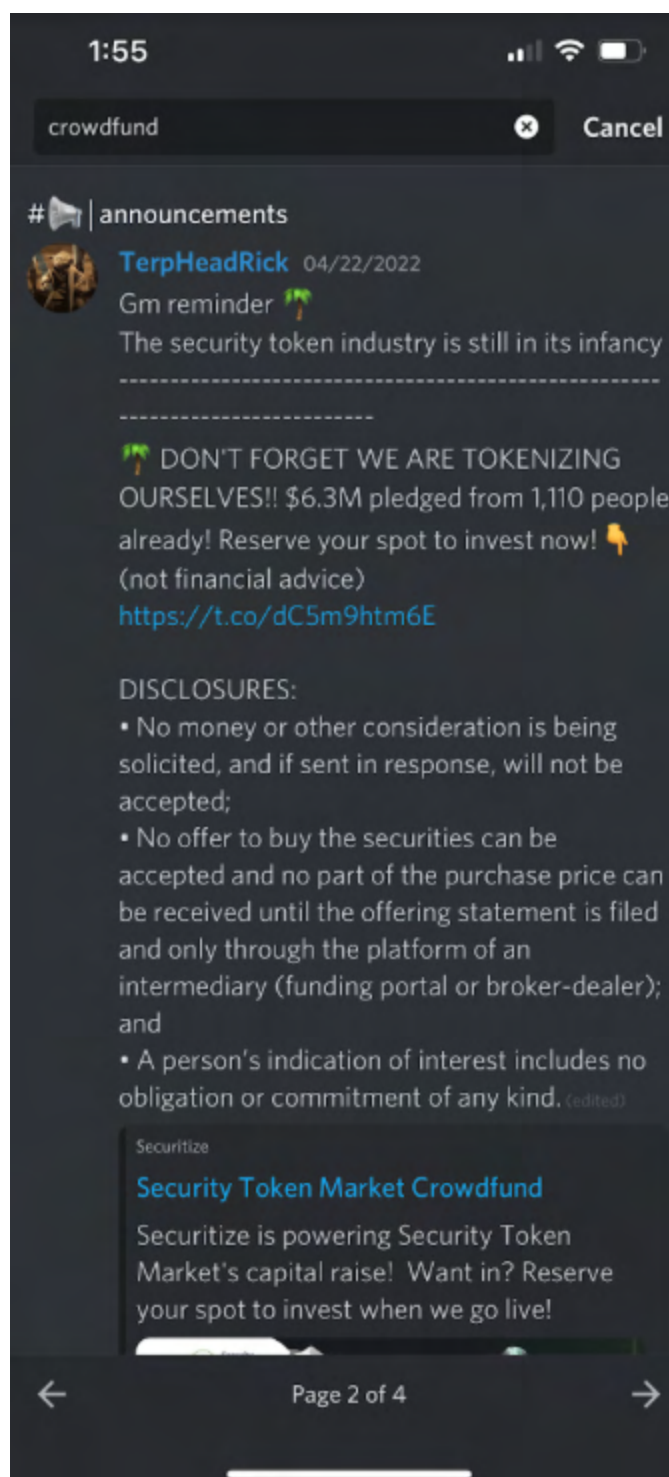 1:55
crowdfund
Cancel
#📢| announcements
TerpHeadRick 04/22/2022
Gm reminder 🌴
The security token industry is still in its infancy
-----------------------------------------------------
-------------------------
🌴 DON'T FORGET WE ARE TOKENIZING
OURSELVES!! $6.3M pledged from 1,110 people
already! Reserve your spot to invest now! 👇
(not financial advice)
https://t.co/dC5m9htm6E
DISCLOSURES:
• No money or other consideration is being
solicited, and if sent in response, will not be
accepted;
• No offer to buy the securities can be
accepted and no part of the purchase price can
be received until the offering statement is filed
and only through the platform of an
intermediary (funding portal or broker-dealer);
and
• A person's indication of interest includes no
obligation or commitment of any kind. (edited)
Securitize
Security Token Market Crowdfund
Securitize is powering Security Token
Market's capital raise! Want in? Reserve
your spot to invest when we go live!
Page 2 of 4